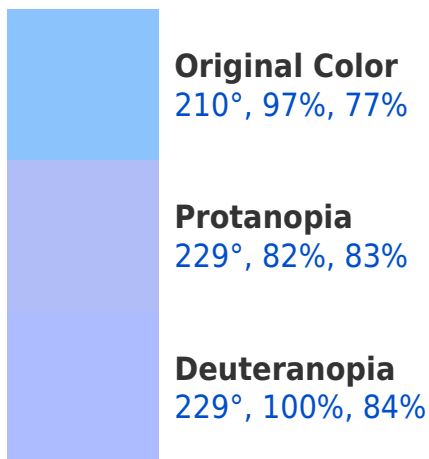 Original Color
210°, 97%, 77%
Protanopia
229°, 82%, 83%
Deuteranopia
229°, 100%, 84%